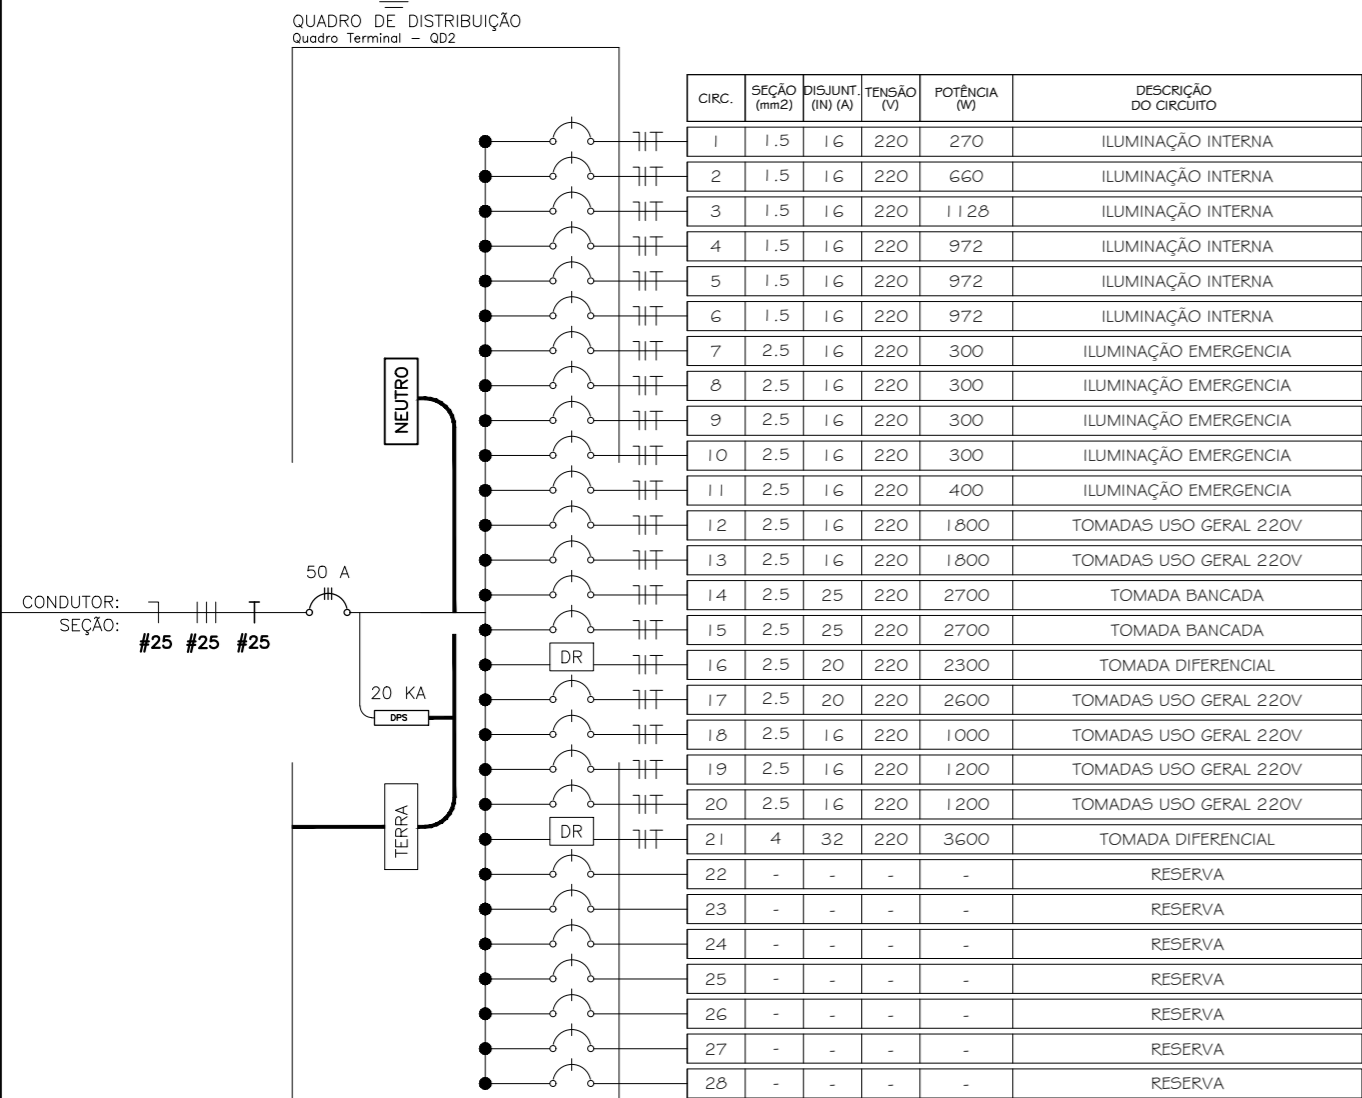 QUADRO DE DISTRIBUIÇÃO
Quadro Terminal - QD2
CIRC. SEÇÃO (mm2) DISJUNT. (IN) (A) TENSÃO (V) POTÊNCIA (W) DESCRIÇÃO DO CIRCUITO
1 1.5 16 220 270 ILUMINAÇÃO INTERNA
2 1.5 16 220 660 ILUMINAÇÃO INTERNA
3 1.5 16 220 1128 ILUMINAÇÃO INTERNA
4 1.5 16 220 972 ILUMINAÇÃO INTERNA
5 1.5 16 220 972 ILUMINAÇÃO INTERNA
6 1.5 16 220 972 ILUMINAÇÃO INTERNA
7 2.5 16 220 300 ILUMINAÇÃO EMERGENCIA
8 2.5 16 220 300 ILUMINAÇÃO EMERGENCIA
9 2.5 16 220 300 ILUMINAÇÃO EMERGENCIA
10 2.5 16 220 300 ILUMINAÇÃO EMERGENCIA
11 2.5 16 220 400 ILUMINAÇÃO EMERGENCIA
12 2.5 16 220 1800 TOMADAS USO GERAL 220V
13 2.5 16 220 1800 TOMADAS USO GERAL 220V
14 2.5 25 220 2700 TOMADA BANCADA
15 2.5 25 220 2700 TOMADA BANCADA
DR 16 2.5 20 220 2300 TOMADA DIFERENCIAL
17 2.5 20 220 2600 TOMADAS USO GERAL 220V
18 2.5 16 220 1000 TOMADAS USO GERAL 220V
19 2.5 16 220 1200 TOMADAS USO GERAL 220V
20 2.5 16 220 1200 TOMADAS USO GERAL 220V
DR 21 4 32 220 3600 TOMADA DIFERENCIAL
22 - - - - RESERVA
23 - - - - RESERVA
24 - - - - RESERVA
25 - - - - RESERVA
26 - - - - RESERVA
27 - - - - RESERVA
28 - - - - RESERVA
NEUTRO
50 A
CONDUTOR:
SEÇÃO:
#25 #25 #25
20 KA
DPS
TERRA